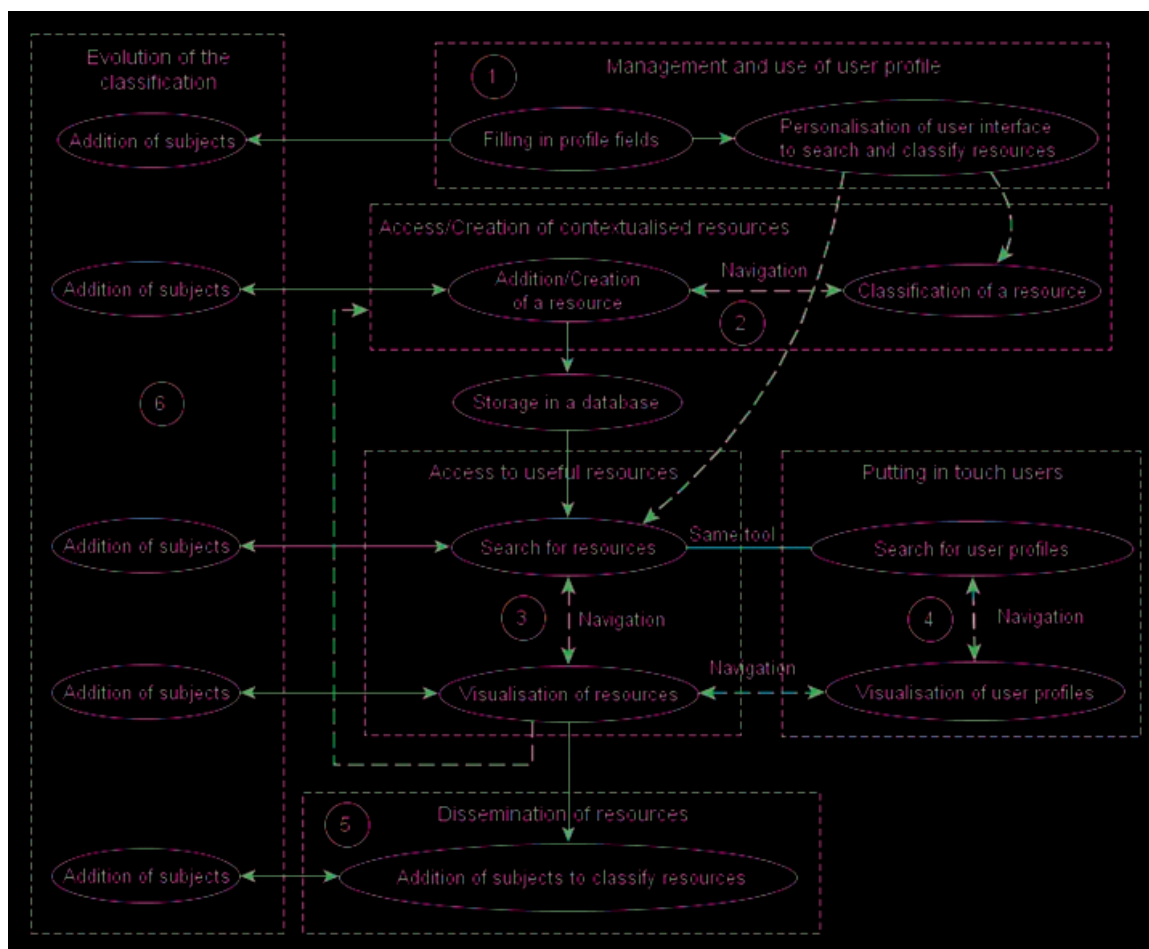 Evolution of the
classification
1
Management and use of user profile
Addition of subjects
Filling in profile fields
Personalisation of user interface
to search and classify resources
Access/Creation of contextualised resources
Addition of subjects
Addition/Creation
of a resource
Navigation
Classification of a resource
2
6
Storage in a database
Access to useful resources
Putting in touch users
Addition of subjects
Search for resources
Same tool
Search for user profiles
3
Navigation
4
Navigation
Addition of subjects
Visualisation of resources
Navigation
Visualisation of user profiles
5
Dissemination of resources
Addition of subjects
Addition of subjects to classify resources